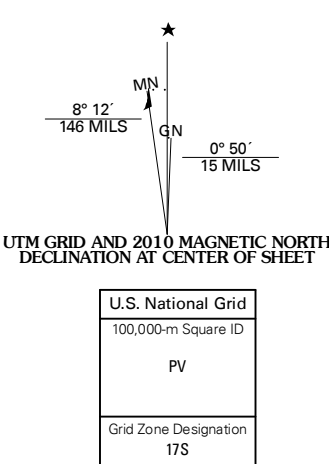 MN
8° 12´
146 MILS
GN
0° 50´
15 MILS
UTM GRID AND 2010 MAGNETIC NORTH
DECLINATION AT CENTER OF SHEET
U.S. National Grid
100,000-m Square ID
PV
Grid Zone Designation
17S